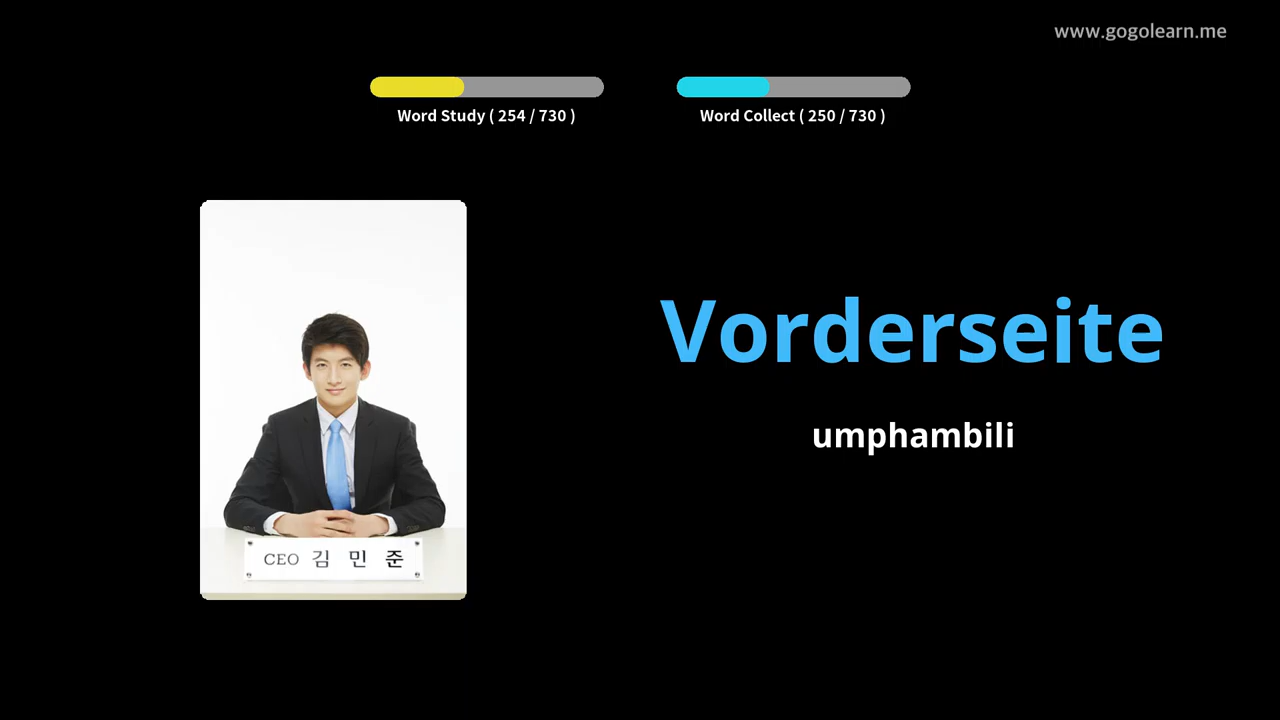 www.gogolearn.me
Word Study ( 254 / 730 )
Word Collect ( 250 / 730 )
Vorderseite
umphambili
CEO 김 민 준